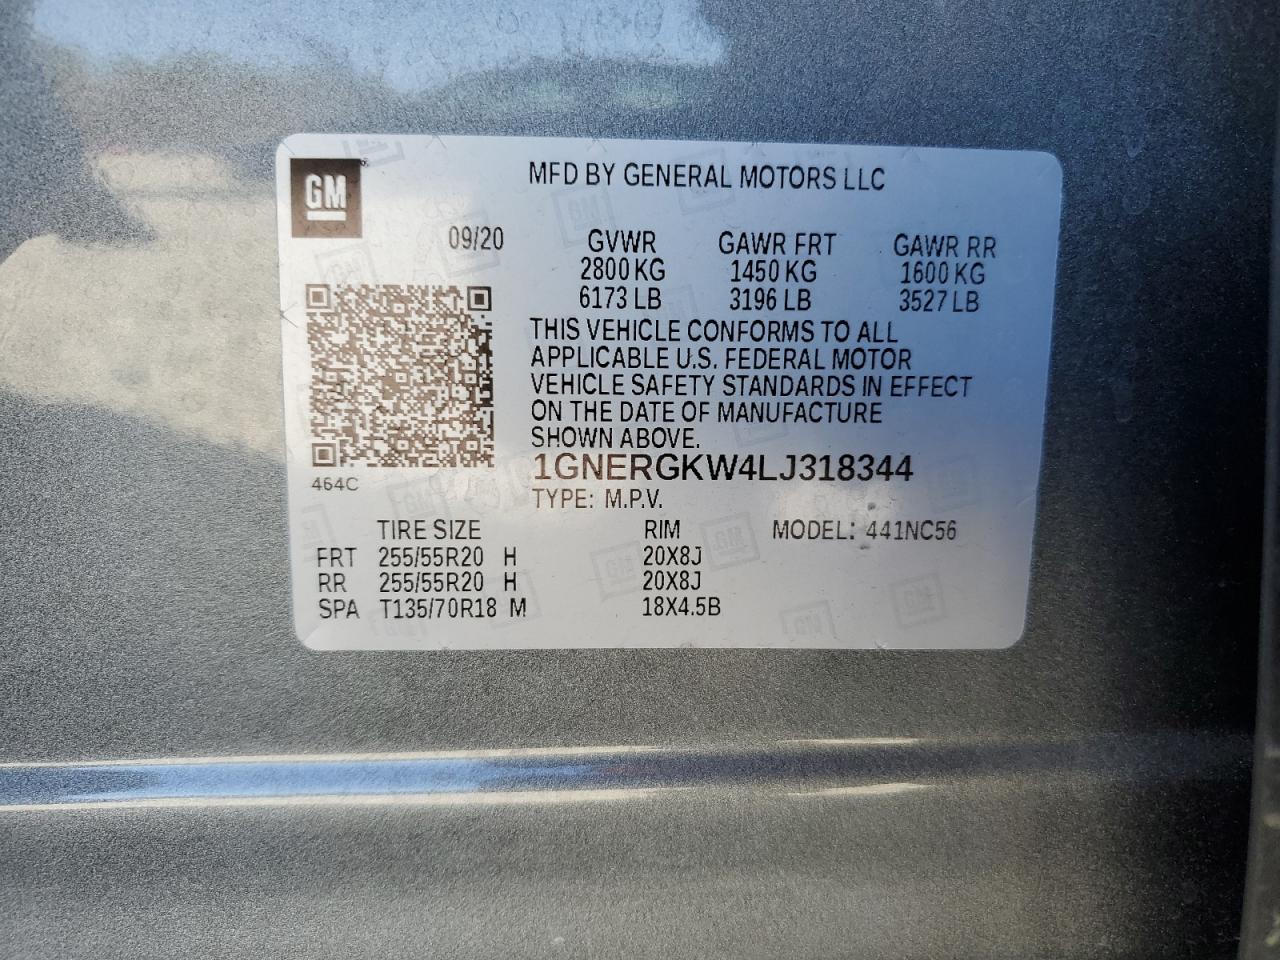 GM
MFD BY GENERAL MOTORS LLC
09/20
GVWR GAWR FRT GAWR RR
2800 KG 1450 KG 1600 KG
6173 LB 3196 LB 3527 LB
THIS VEHICLE CONFORMS TO ALL
APPLICABLE U.S. FEDERAL MOTOR
VEHICLE SAFETY STANDARDS IN EFFECT
ON THE DATE OF MANUFACTURE
SHOWN ABOVE.
1GNERGKW4LJ318344
464C
TYPE: M.P.V.
TIRE SIZE RIM MODEL: 441NC56
FRT 255/55R20 H 20X8J
RR 255/55R20 H 20X8J
SPA T135/70R18 M 18X4.5B